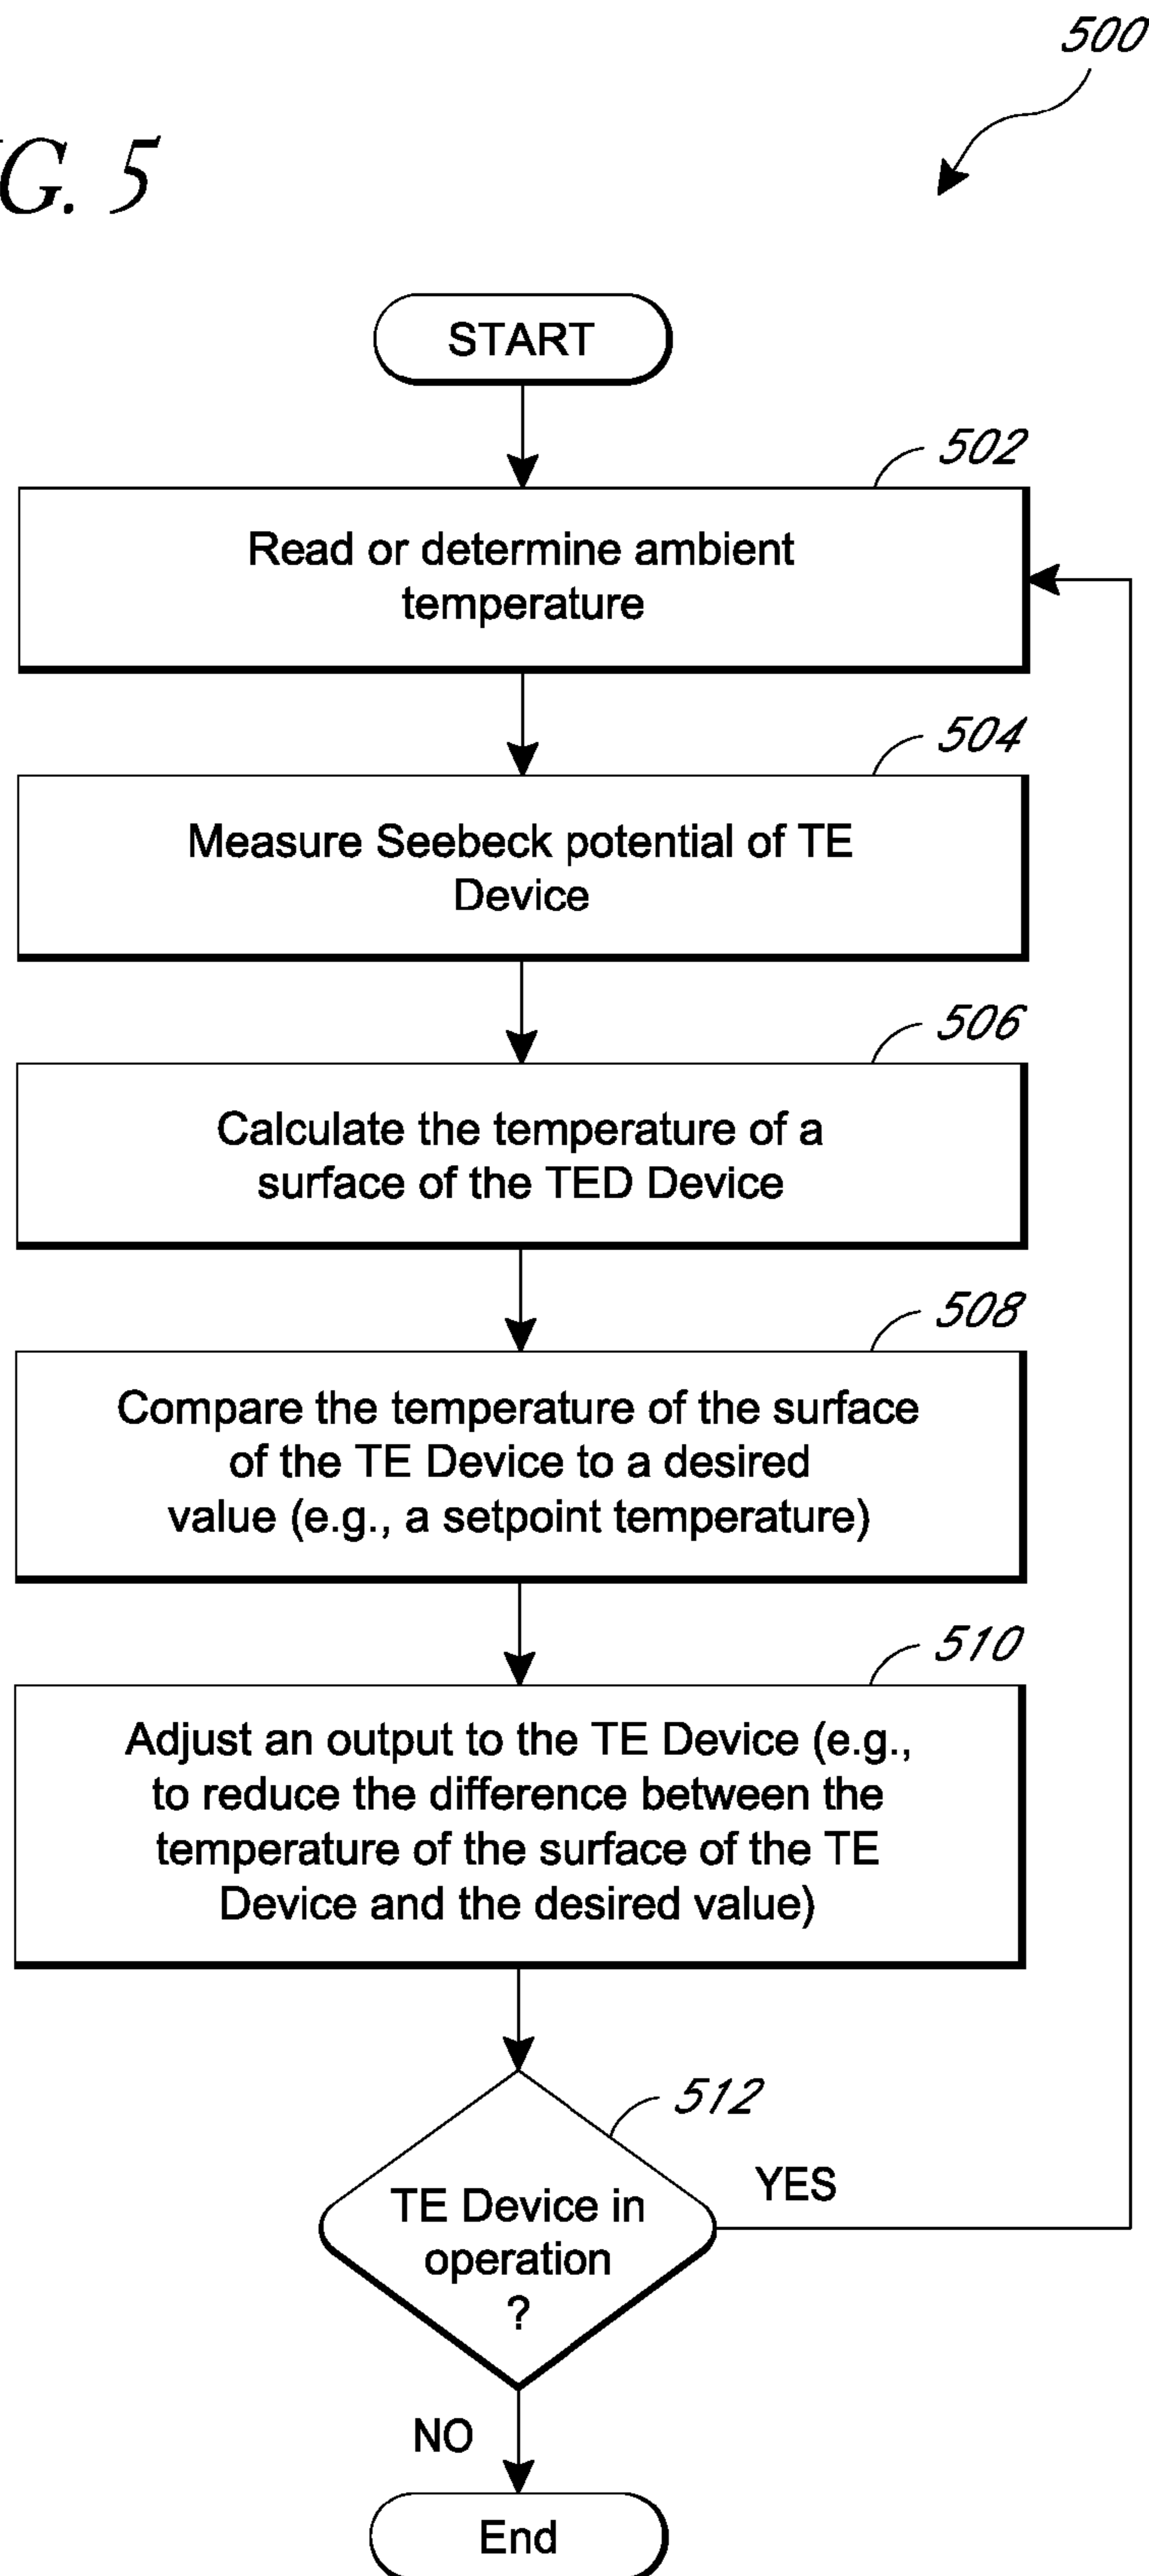 500
G. 5
START
502
Read or determine ambient
temperature
504
Measure Seebeck potential of TE
Device
506
Calculate the temperature of a
surface of the TED Device
508
Compare the temperature of the surface
of the TE Device to a desired
value (e.g., a setpoint temperature)
510
Adjust an output to the TE Device (e.g.,
to reduce the difference between the
temperature of the surface of the TE
Device and the desired value)
512
TE Device in
operation
?
YES
NO
End